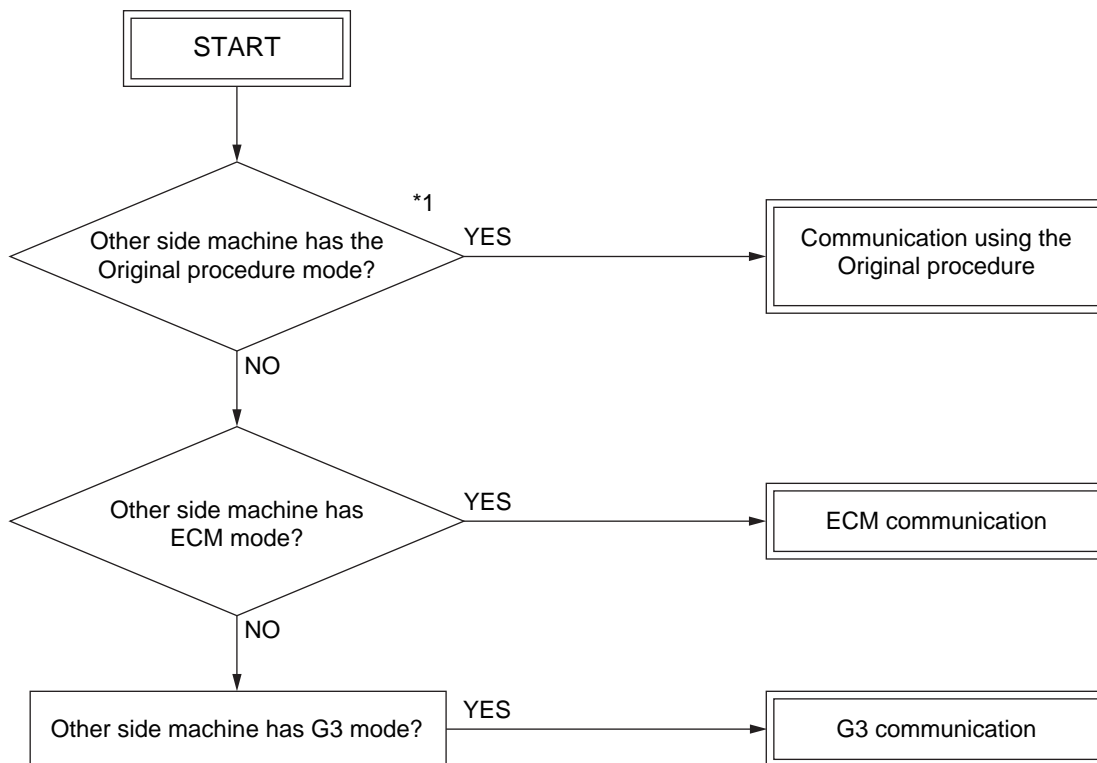 START
*1
Other side machine has the
Original procedure mode?
YES
Communication using the
Original procedure
NO
Other side machine has
ECM mode?
YES
ECM communication
NO
Other side machine has G3 mode?
YES
G3 communication